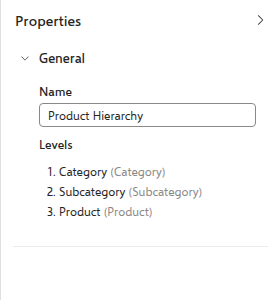 Properties
General
Name
Product Hierarchy
Levels
1. Category (Category)
2. Subcategory (Subcategory)
3. Product (Product)